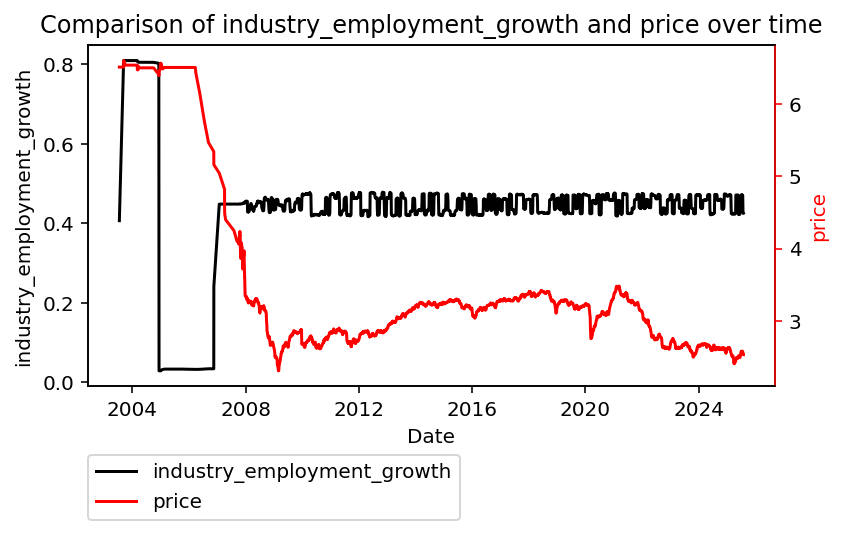 Comparison of industry_employment_growth and price over time
industry_employment_growth
0.8
0.6
0.4
0.2
0.0
6
5
4
3
price
2004 2008 2012 2016 2020 2024
Date
industry_employment_growth
price